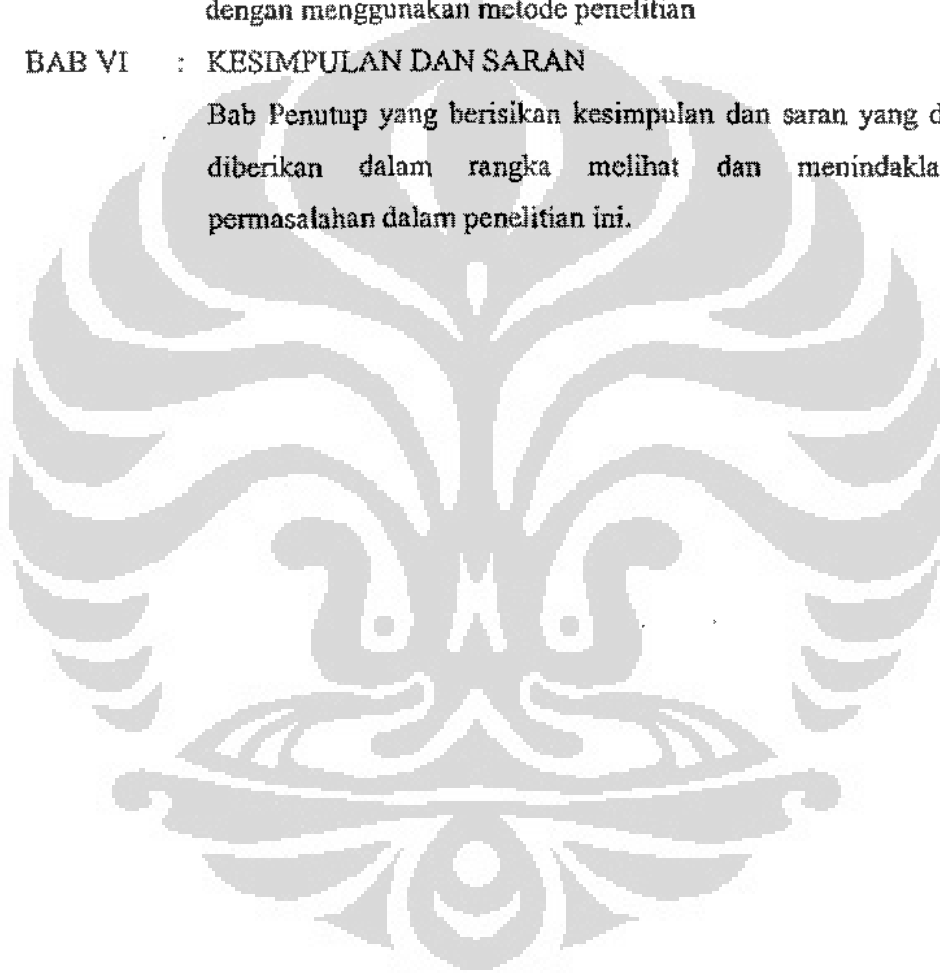 dengan menggunakan metode penelitian
BAB VI : KESIMPULAN DAN SARAN
Bab Penutup yang berisikan kesimpulan dan saran yang d
diberikan dalam rangka melihat dan menindakla
permasalahan dalam penelitian ini.